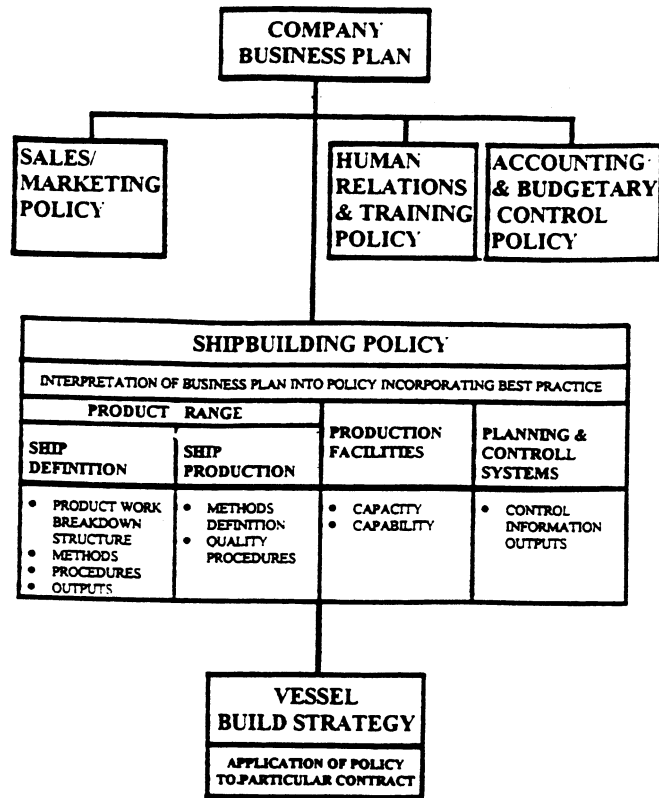 COMPANY
BUSINESS PLAN
SALES/
MARKETING
POLICY
HUMAN
RELATIONS
& TRAINING
POLICY
ACCOUNTING
& BUDGETARY
CONTROL
POLICY
SHIPBUILDING POLICY
INTERPRETATION OF BUSINESS PLAN INTO POLICY INCORPORATING BEST PRACTICE
PRODUCT RANGE
SHIP
DEFINITION
SHIP
PRODUCTION
PRODUCTION
FACILITIES
PLANNING &
CONTROLL
SYSTEMS
• PRODUCT WORK
BREAKDOWN
STRUCTURE
• METHODS
• PROCEDURES
• OUTPUTS
• METHODS
DEFINITION
• QUALITY
PROCEDURES
• CAPACITY
• CAPABILITY
• CONTROL
INFORMATION
OUTPUTS
VESSEL
BUILD STRATEGY
APPLICATION OF POLICY
TO PARTICULAR CONTRACT